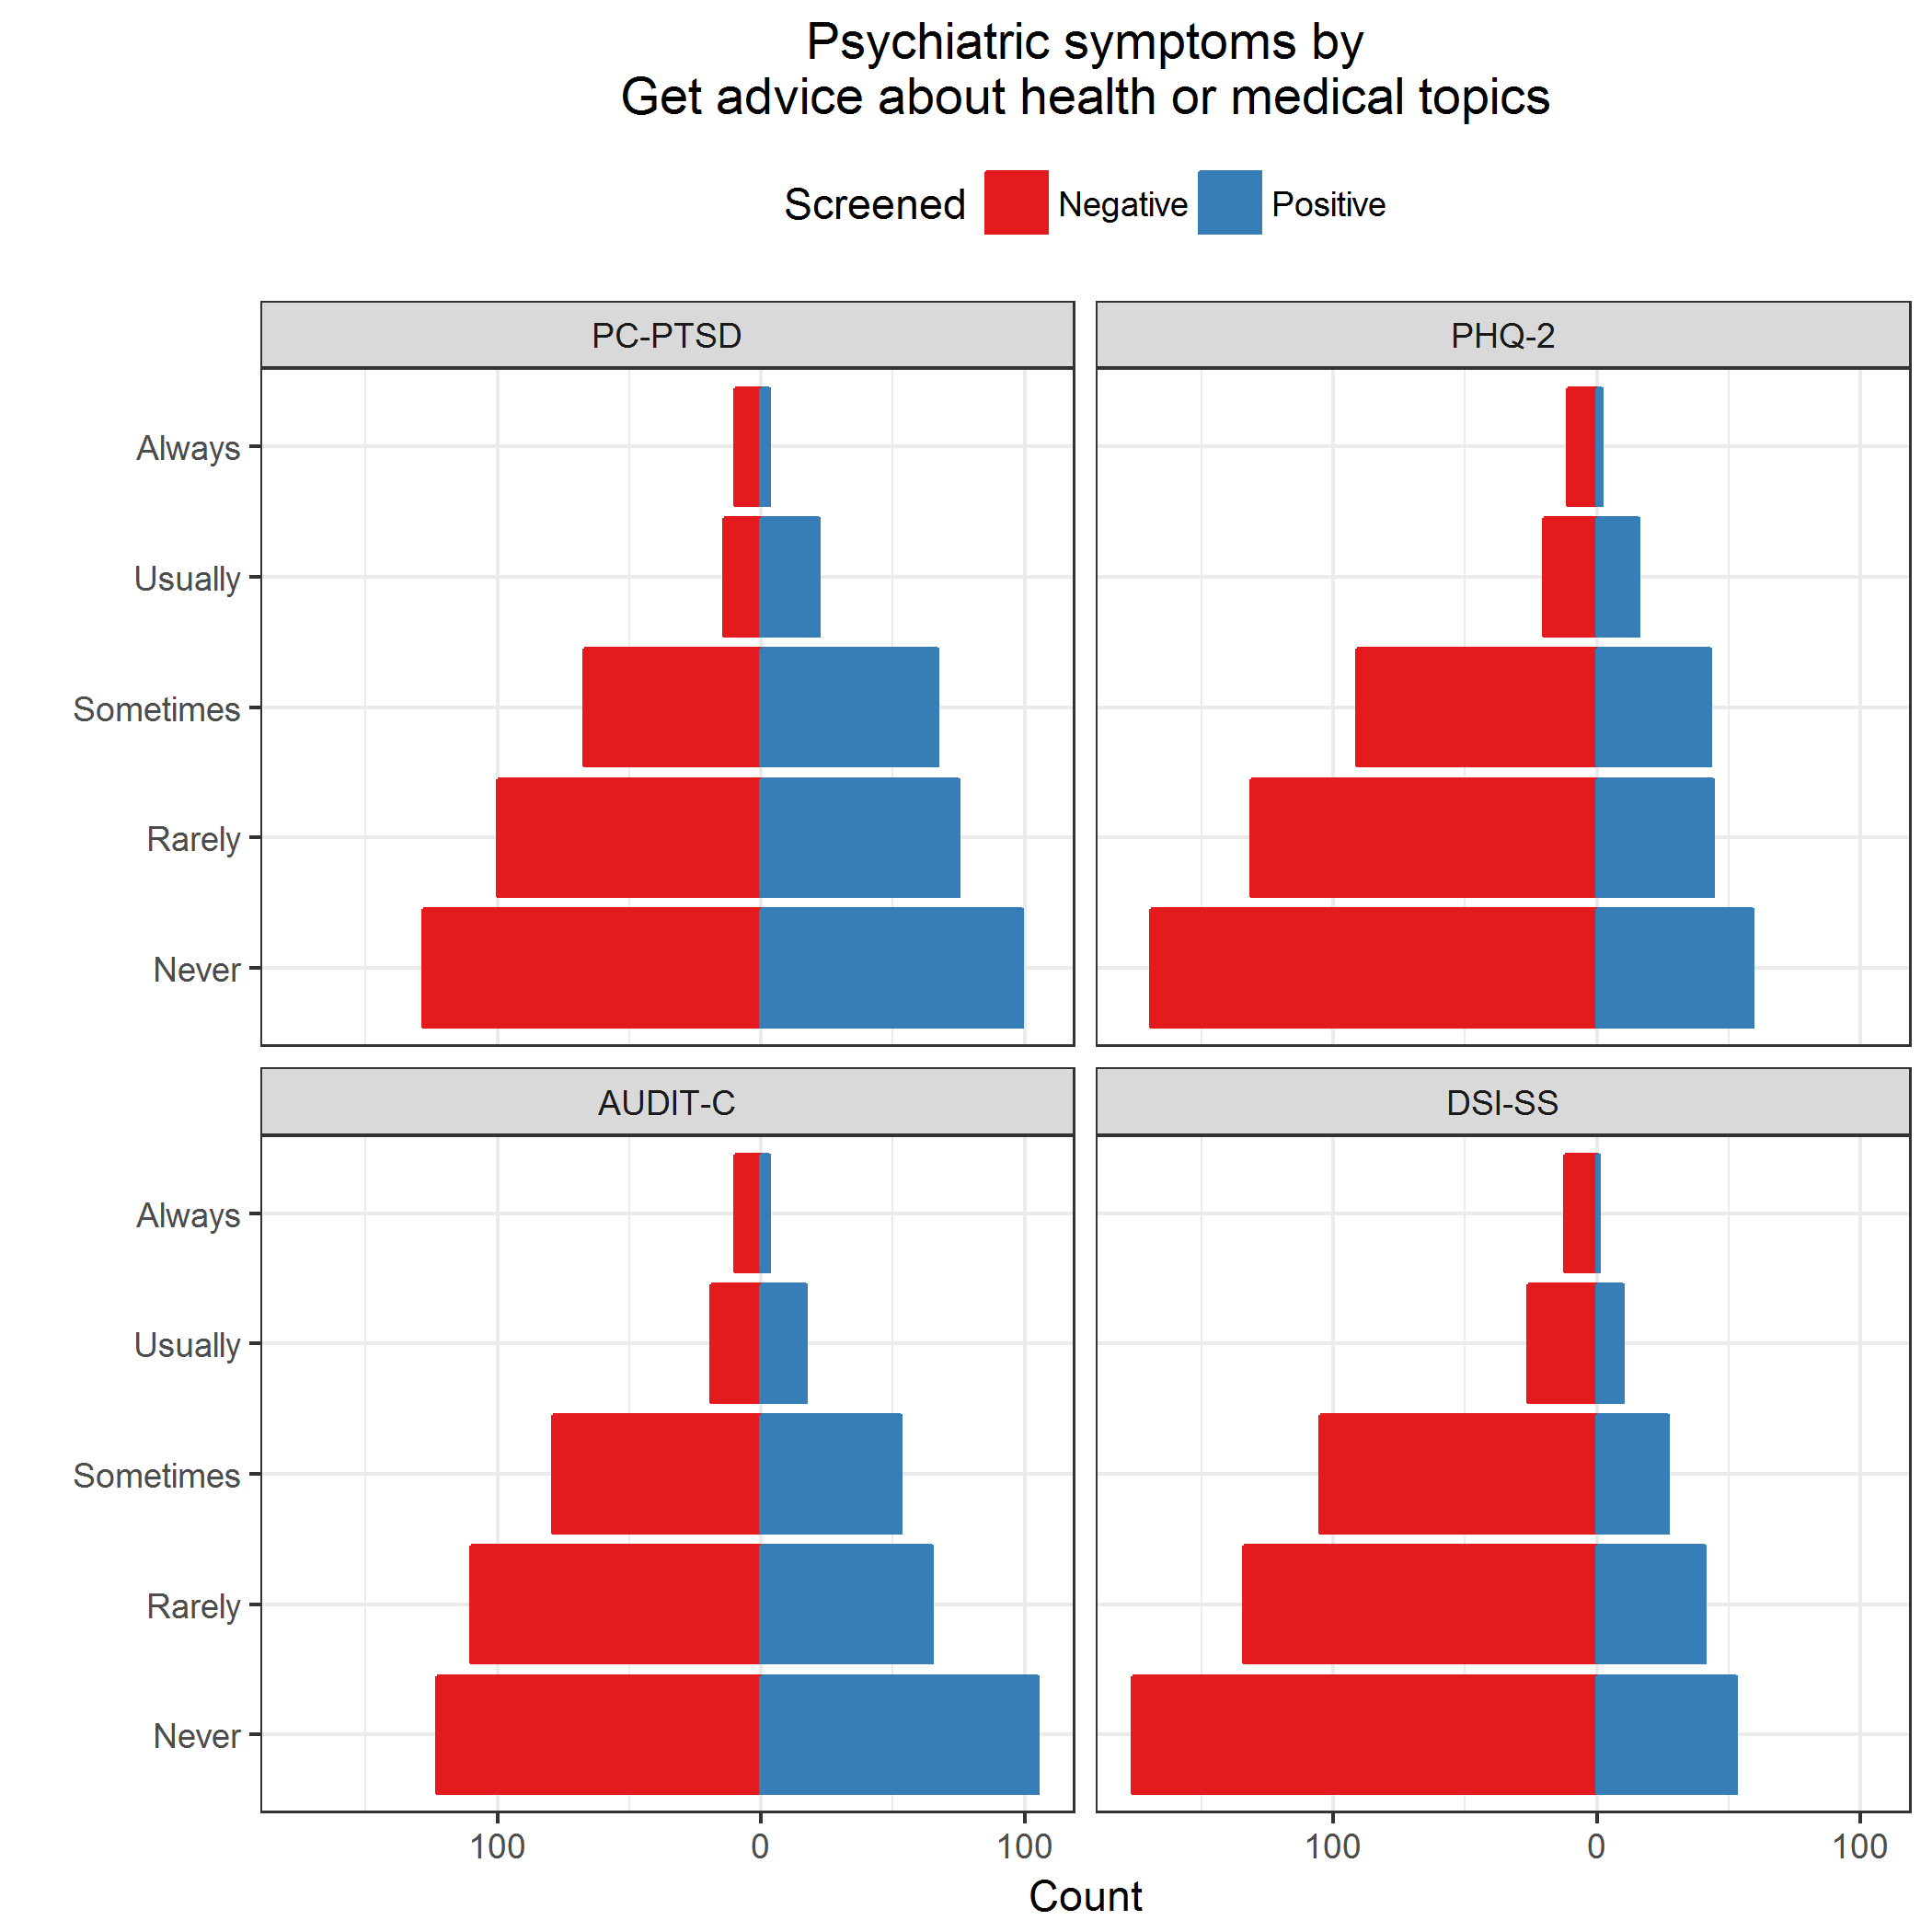 Psychiatric symptoms by
Get advice about health or medical topics
Screened Negative Positive
PC-PTSD PHQ-2
Always
Usually
Sometimes
Rarely
Never
AUDIT-C DSI-SS
Always
Usually
Sometimes
Rarely
Never
100 0 100 100 0 100
Count